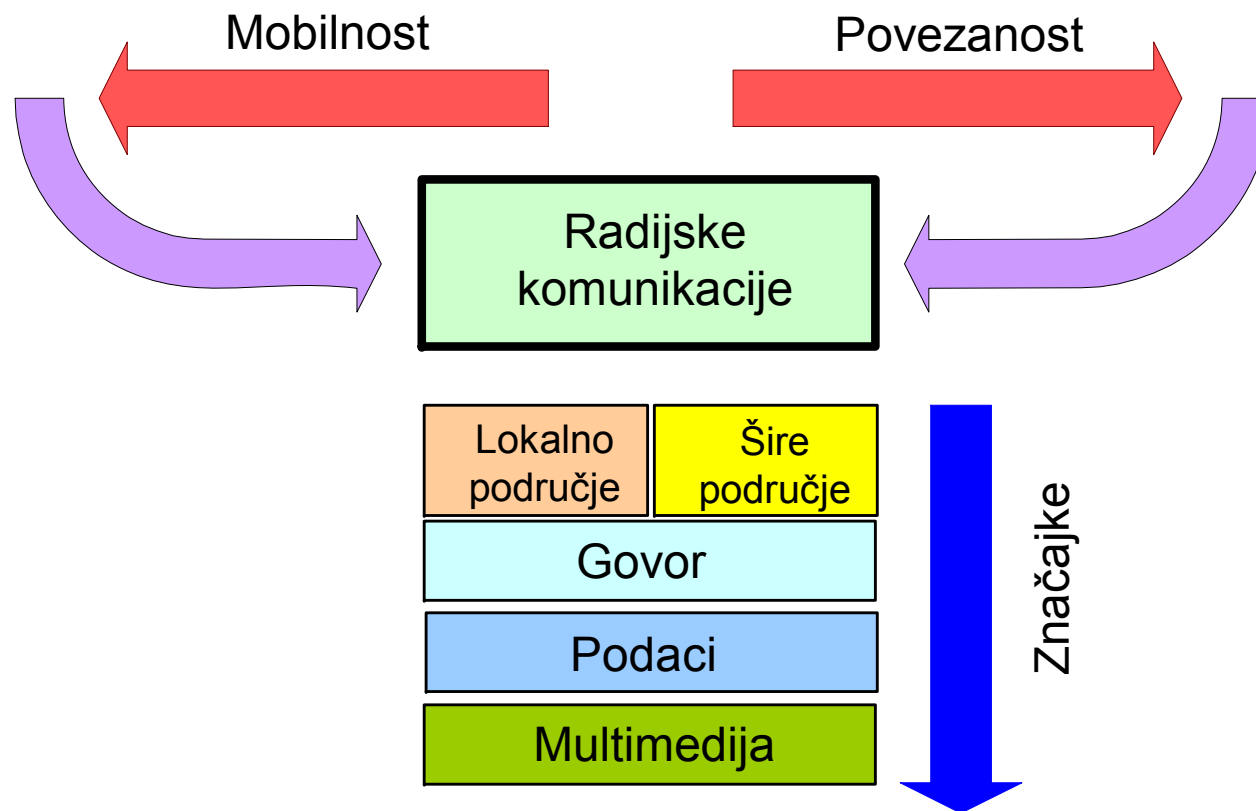 Mobilnost
Povezanost
Radijske
komunikacije
Lokalno
područje
Šire
područje
Govor
Podaci
Multimedija
Značajke